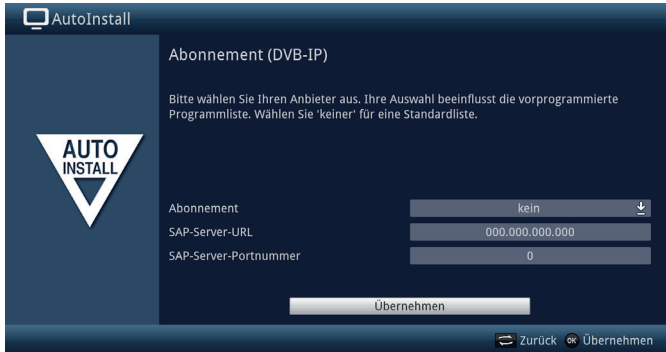 AutoInstall
Abonnement (DVB-IP)
Bitte wählen Sie Ihren Anbieter aus. Ihre Auswahl beeinflusst die vorprogrammierte
Programmliste. Wählen Sie 'keiner' für eine Standardliste.
AUTO
INSTALL
Abonnement kein
SAP-Server-URL 000.000.000.000
SAP-Server-Portnummer 0
Übernehmen
Zurück OK Übernehmen